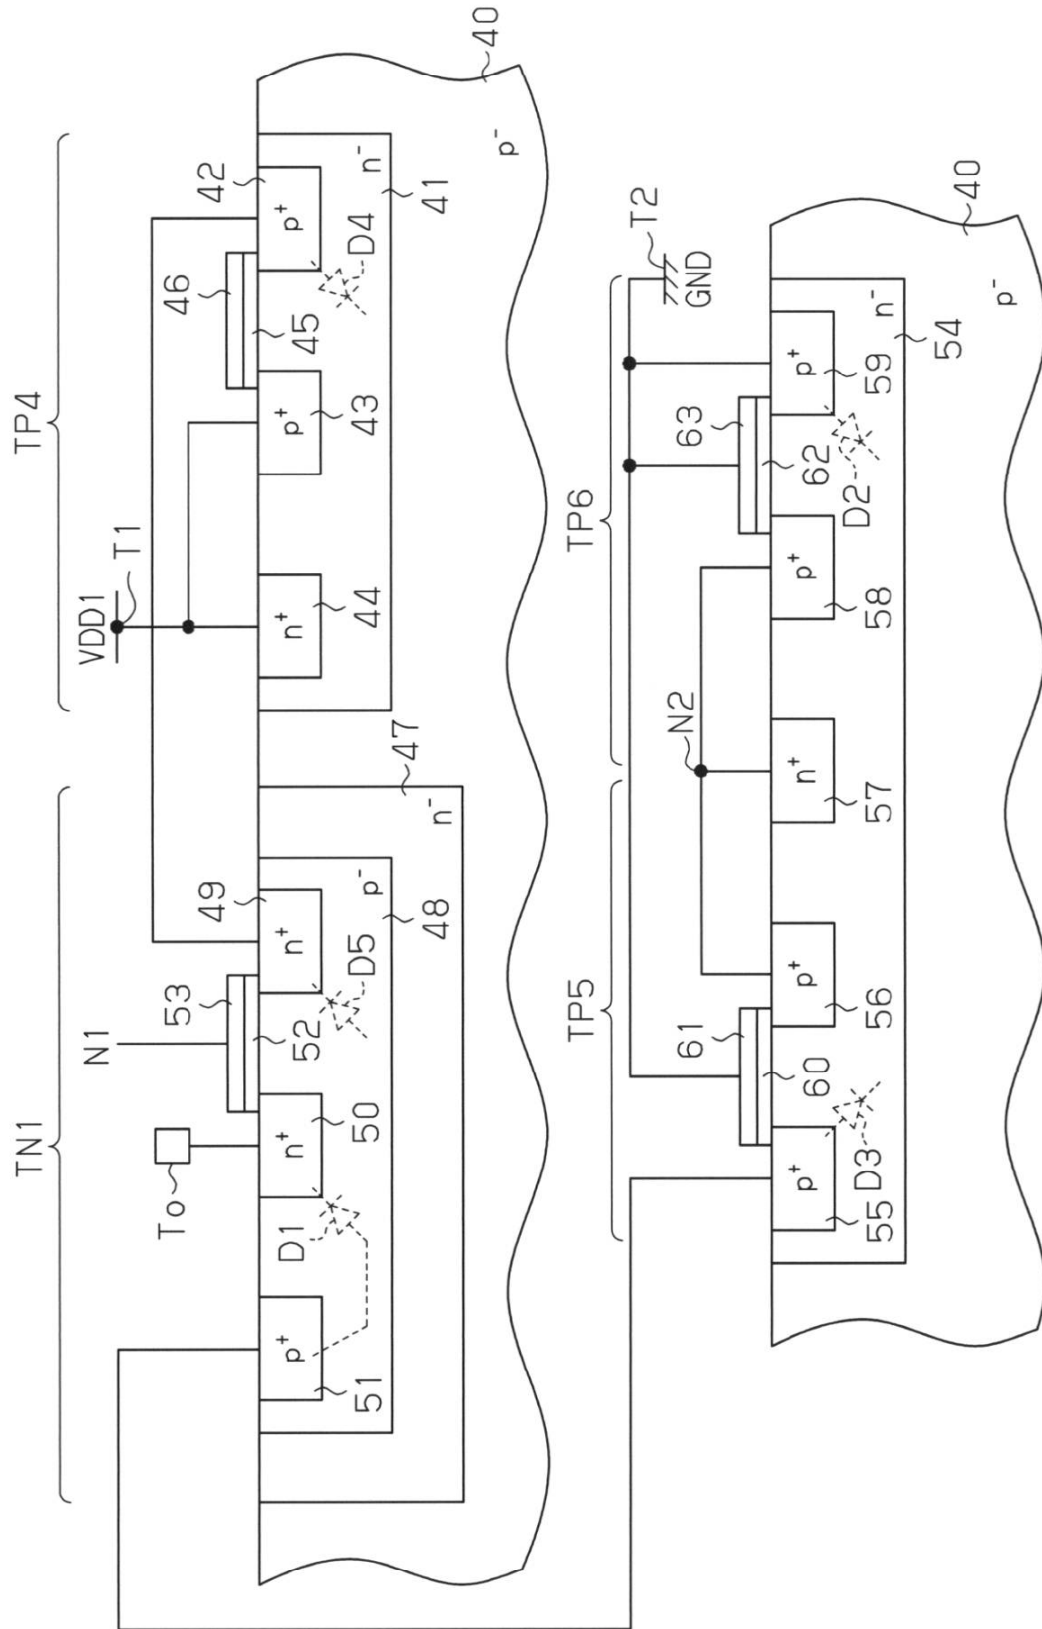 TN1
TP4
VDD1
T1
N1
To
53
52
49
46
45
42
n+
n+
p+
D1
D5
50
51
p-
48
47
n-
n+
44
p+
43
p+
D4
n-
41
p-
40
TP5
TP6
N2
T2
GND
61
60
63
62
p+
55
D3
p+
56
n+
57
p+
58
D2
p+
59
n-
54
p-
40